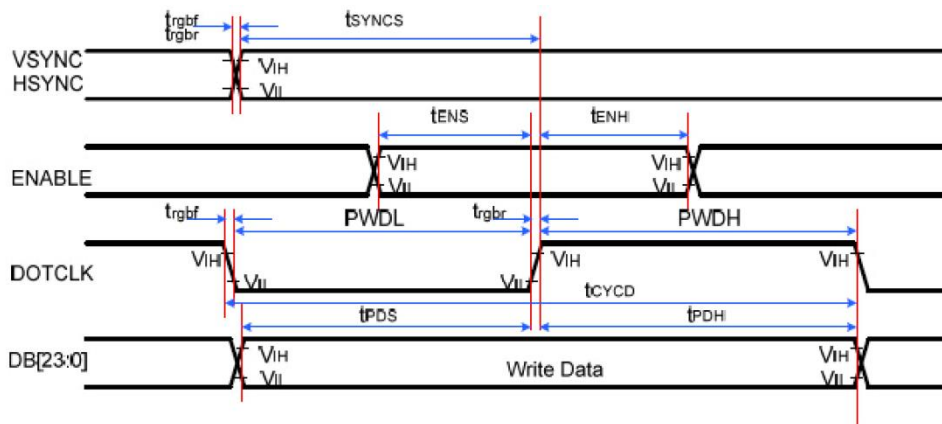 trgbf
trgbr
tSYNCS
VSYNC
HSYNC
VIH
VIL
tENS
tENH
ENABLE
VIH
VIL
VIH
VIL
trgbf
PWDL
trgbr
PWDH
DOTCLK
VIH
VIL
VIL
VIH
VIH
tCYCD
tPDS
tPDH
DB[23:0]
VIH
VIL
Write Data
VIH
VIL